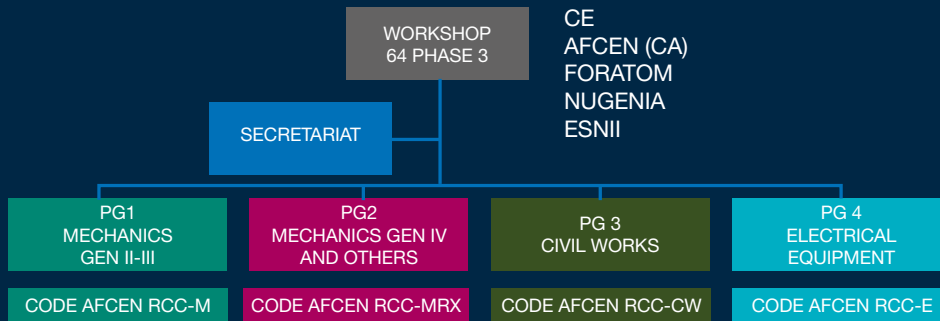 WORKSHOP
64 PHASE 3
CE
AFCEN (CA)
FORATOM
NUGENIA
ESNII
SECRETARIAT
PG1
MECHANICS
GEN II-III
PG2
MECHANICS GEN IV
AND OTHERS
PG 3
CIVIL WORKS
PG 4
ELECTRICAL
EQUIPMENT
CODE AFCEN RCC-M
CODE AFCEN RCC-MRX
CODE AFCEN RCC-CW
CODE AFCEN RCC-E